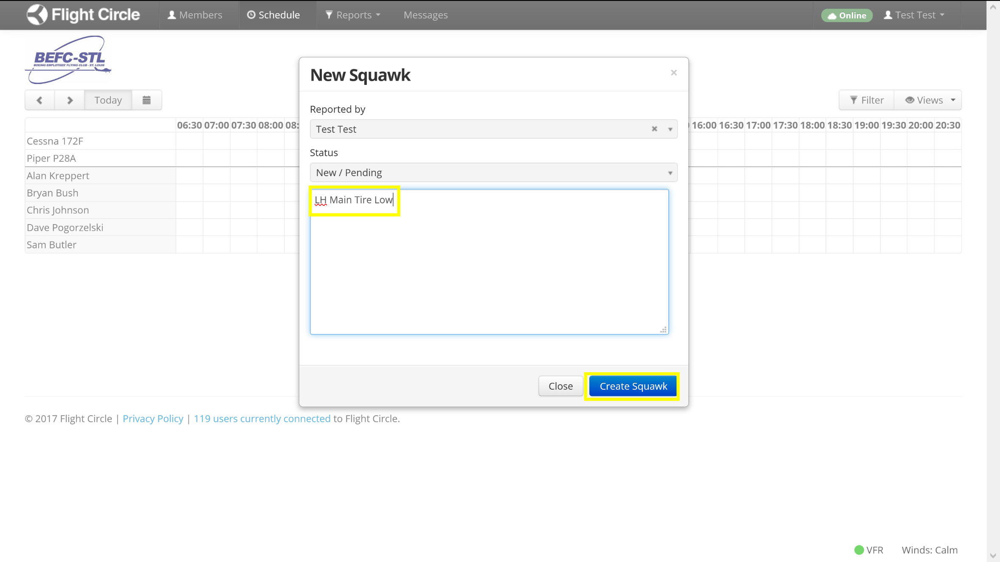 Flight Circle Members Schedule Reports Messages Online Test Test
BEFC-STL
BOEING EMPLOYEES' FLYING CLUB - ST. LOUIS
Today Filter Views
06:30 07:00 07:30 08:00 08: 16:00 16:30 17:00 17:30 18:00 18:30 19:00 19:30 20:00 20:30
Cessna 172F
Piper P28A
Alan Kreppert
Bryan Bush
Chris Johnson
Dave Pogorzelski
Sam Butler
New Squawk
×
Reported by
Test Test
Status
New / Pending
LH Main Tire Low
Close Create Squawk
© 2017 Flight Circle | Privacy Policy | 119 users currently connected to Flight Circle.
VFR Winds: Calm